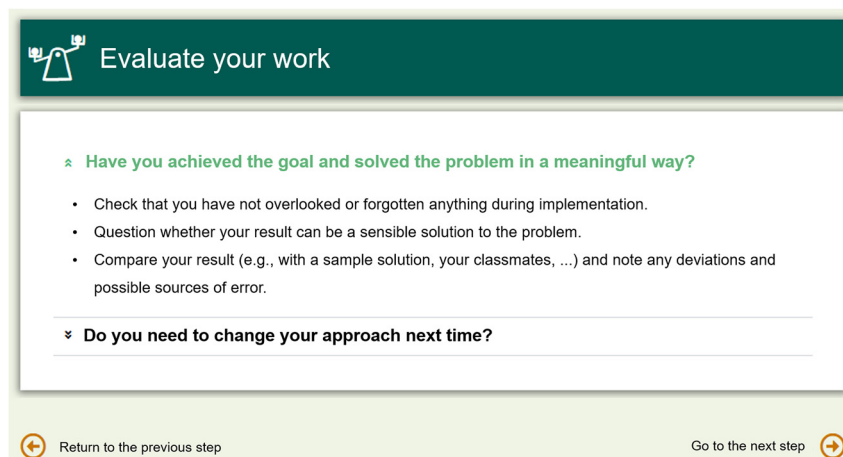 Evaluate your work
Have you achieved the goal and solved the problem in a meaningful way?
• Check that you have not overlooked or forgotten anything during implementation.
• Question whether your result can be a sensible solution to the problem.
• Compare your result (e.g., with a sample solution, your classmates, ...) and note any deviations and
possible sources of error.
Do you need to change your approach next time?
Return to the previous step
Go to the next step